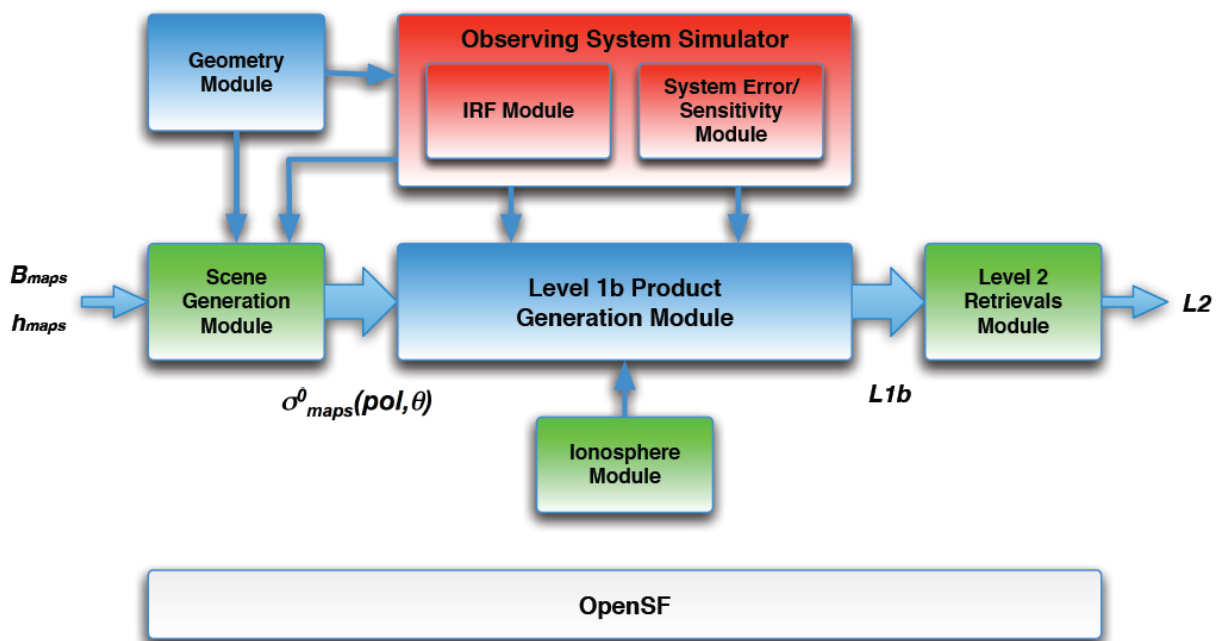 Geometry
Module
Observing System Simulator
IRF Module
System Error/
Sensitivity
Module
Bmaps
hmaps
Scene
Generation
Module
Level 1b Product
Generation Module
Level 2
Retrievals
Module
L2
σ⁰maps(pol,θ)
L1b
Ionosphere
Module
OpenSF